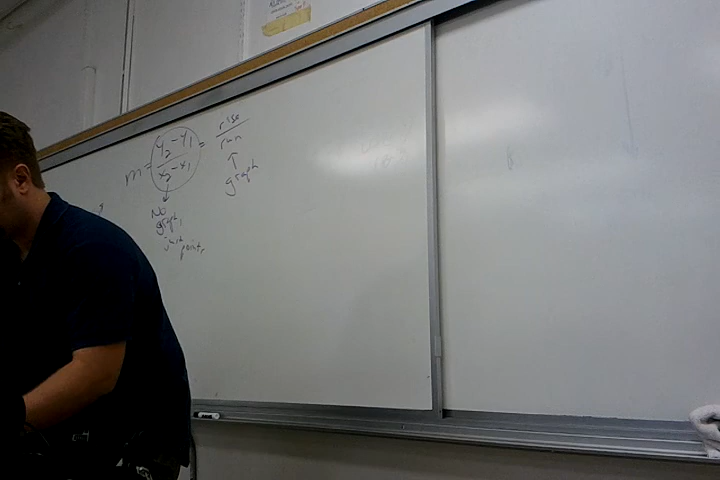 m = y₂ - y₁ / x₂ - x₁ = rise / run
↑
graph
↓
No
graph,
just
points